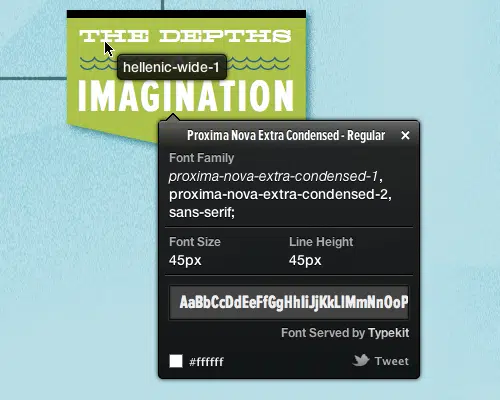 THE DEPTHS
hellenic-wide-1
IMAGINATION
Proxima Nova Extra Condensed - Regular ×
Font Family
proxima-nova-extra-condensed-1,
proxima-nova-extra-condensed-2,
sans-serif;
Font Size Line Height
45px 45px
AaBbCcDdEeFfGgHhIiJjKkLlMmNnOoP
Font Served by Typekit
#ffffff Tweet